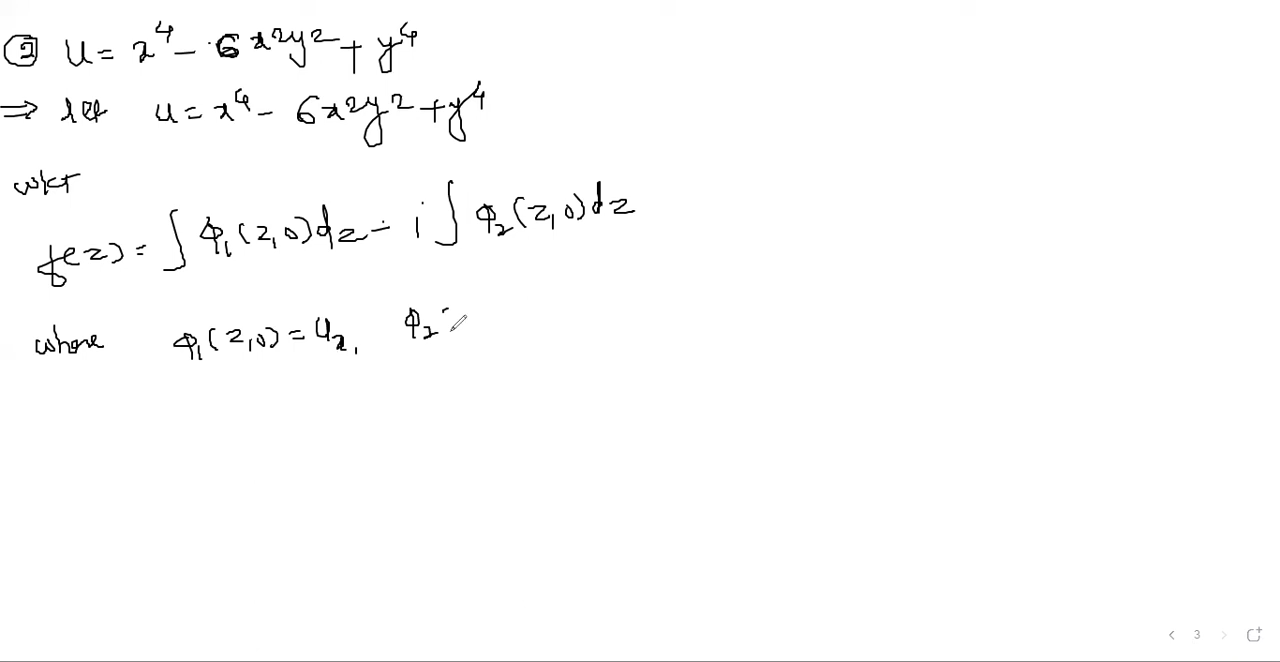 ② u = x⁴ - 6x²y² + y⁴
⇒ let u = x⁴ - 6x²y² + y⁴
wkt
f(z) = ∫ φ₁(z,0)dz - i ∫ φ₂(z,0)dz
where φ₁(z,0) = uₓ, φ₂ =
3